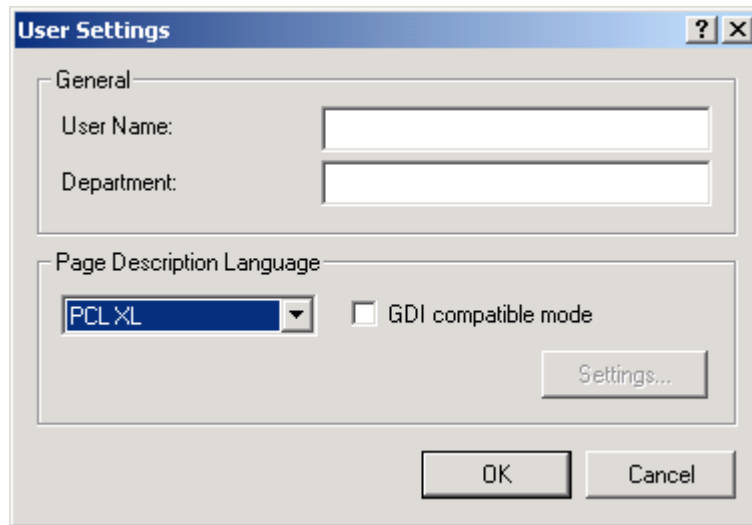 User Settings
General
User Name:
Department:
Page Description Language
PCL XL
GDI compatible mode
Settings...
OK
Cancel